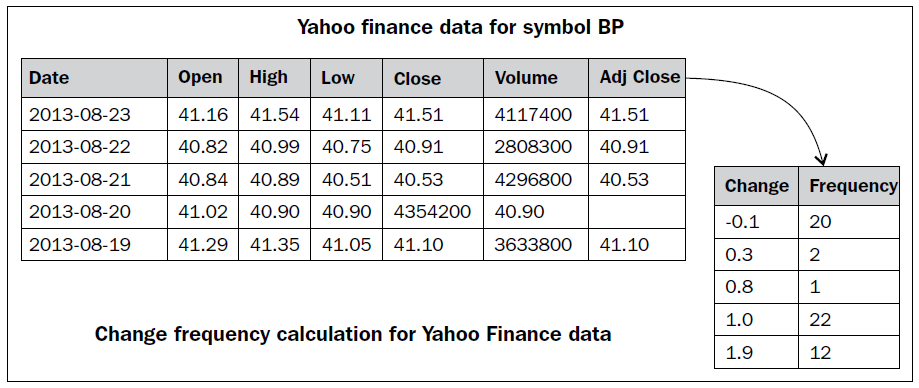 Yahoo finance data for symbol BP
Date Open High Low Close Volume Adj Close
2013-08-23 41.16 41.54 41.11 41.51 4117400 41.51
2013-08-22 40.82 40.99 40.75 40.91 2808300 40.91
2013-08-21 40.84 40.89 40.51 40.53 4296800 40.53
2013-08-20 41.02 40.90 40.90 4354200 40.90
2013-08-19 41.29 41.35 41.05 41.10 3633800 41.10
Change Frequency
-0.1 20
0.3 2
0.8 1
1.0 22
1.9 12
Change frequency calculation for Yahoo Finance data